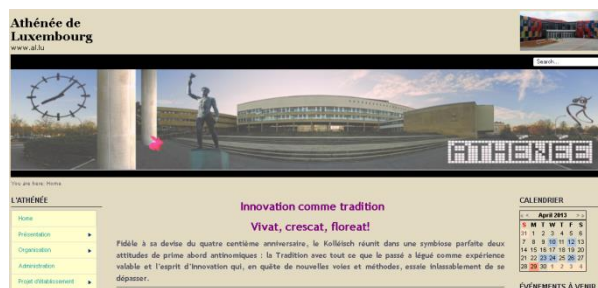 Athénée de
Luxembourg
www.al.lu
Search...
ATHENEE
You are here: Home
L'ATHÉNÉE
Home
Présentation
Organisation
Administration
Projet d'établissement
Innovation comme tradition
Vivat, crescat, floreat!
Fidèle à sa devise du quatre centième anniversaire, le Kolléisch réunit dans une symbiose parfaite deux
attitudes de prime abord antinomiques : la Tradition avec tout ce que le passé a légué comme expérience
valable et l'esprit d'Innovation qui, en quête de nouvelles voies et méthodes, essaie inlassablement de se
dépasser.
CALENDRIER
« < April 2013 > »
S M T W T F S
31 1 2 3 4 5 6
7 8 9 10 11 12 13
14 15 16 17 18 19 20
21 22 23 24 25 26 27
28 29 30 1 2 3 4
ÉVÉNEMENTS À VENIR